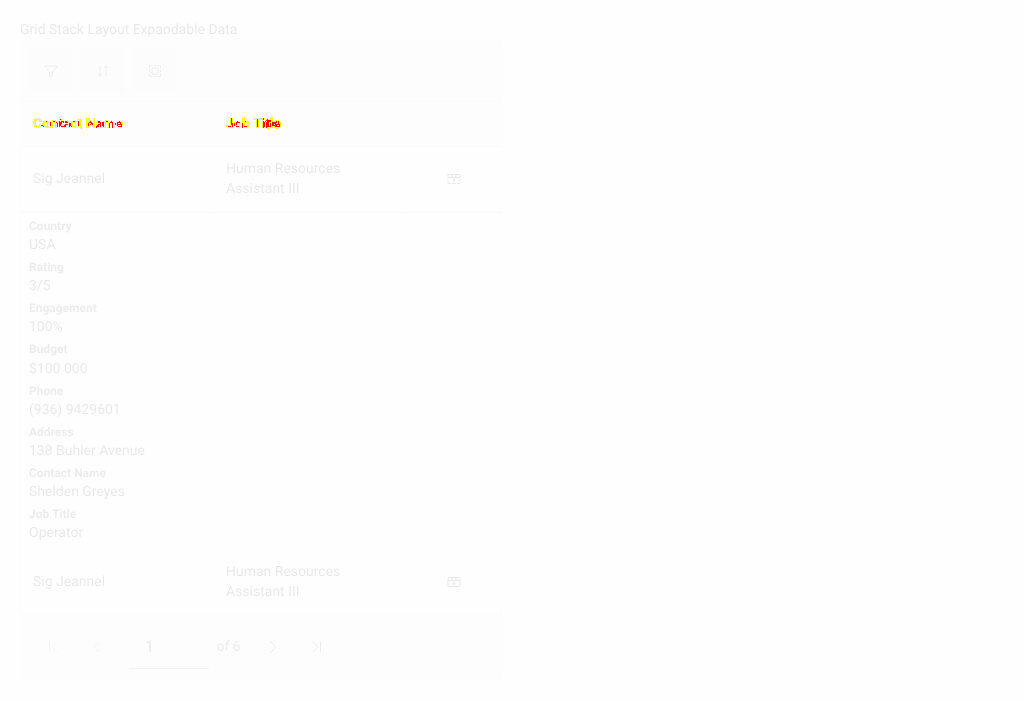 Grid Stack Layout Expandable Data
Contact Name Job Title
Sig Jeannel Human Resources
Assistant III
Country
USA
Rating
3/5
Engagement
100%
Budget
$100 000
Phone
(936) 9429601
Address
138 Buhler Avenue
Contact Name
Shelden Greyes
Job Title
Operator
Sig Jeannel Human Resources
Assistant III
1 of 6